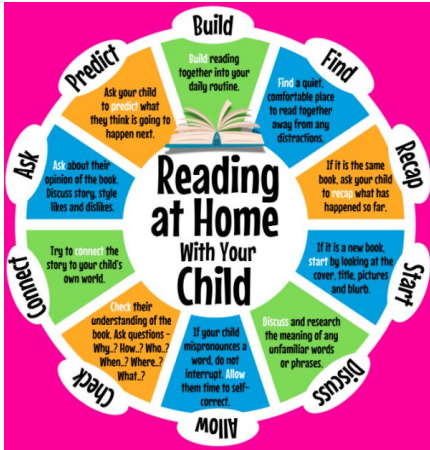 Build
Build reading
together into your
daily routine.
Find
Find a quiet,
comfortable place
to read together
away from any
distractions.
Recap
If it is the same
book, ask your child
to recap what has
happened so far.
Start
If it is a new book,
start by looking at the
cover, title, pictures
and blurb.
Discuss
Discuss and research
the meaning of any
unfamiliar words
or phrases.
Allow
If your child
mispronounces a
word, do not
interrupt. Allow
them time to self-
correct.
Check
Check their
understanding of the
book. Ask questions -
Why..? How..? Who..?
When..? Where..?
What..?
Connect
Try to connect the
story to your child's
own world.
Ask
Ask about their
opinion of the book.
Discuss story, style
likes and dislikes.
Predict
Ask your child
to predict what
they think is going to
happen next.
Reading
at Home
With Your
Child